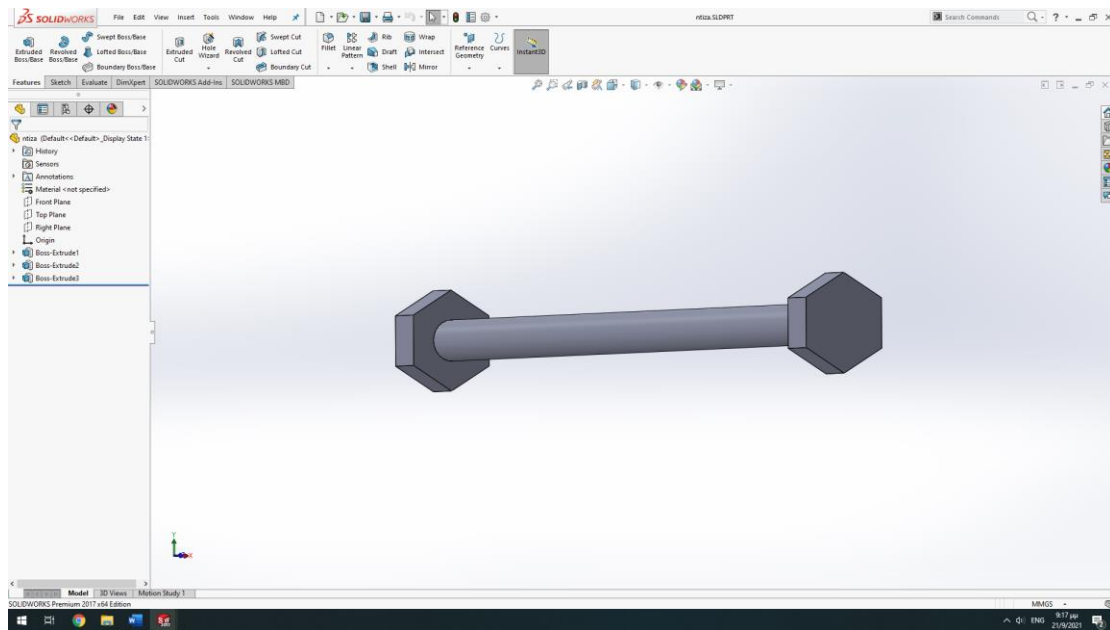 SOLIDWORKS File Edit View Insert Tools Window Help ntiza.SLDPRT Search Commands
Extruded Boss/Base
Revolved Boss/Base
Swept Boss/Base
Lofted Boss/Base
Boundary Boss/Base
Extruded Cut
Hole Wizard
Revolved Cut
Swept Cut
Lofted Cut
Boundary Cut
Fillet
Linear Pattern
Rib
Draft
Shell
Wrap
Intersect
Mirror
Reference Geometry
Curves
Instant3D
Features Sketch Evaluate DimXpert SOLIDWORKS Add-Ins SOLIDWORKS MBD
ntiza (Default<<Default>_Display State 1>
History
Sensors
Annotations
Material <not specified>
Front Plane
Top Plane
Right Plane
Origin
Boss-Extrude1
Boss-Extrude2
Boss-Extrude3
Y
X
Model 3D Views Motion Study 1
SOLIDWORKS Premium 2017 x64 Edition MMGS
ENG 9:17 μμ
21/9/2021